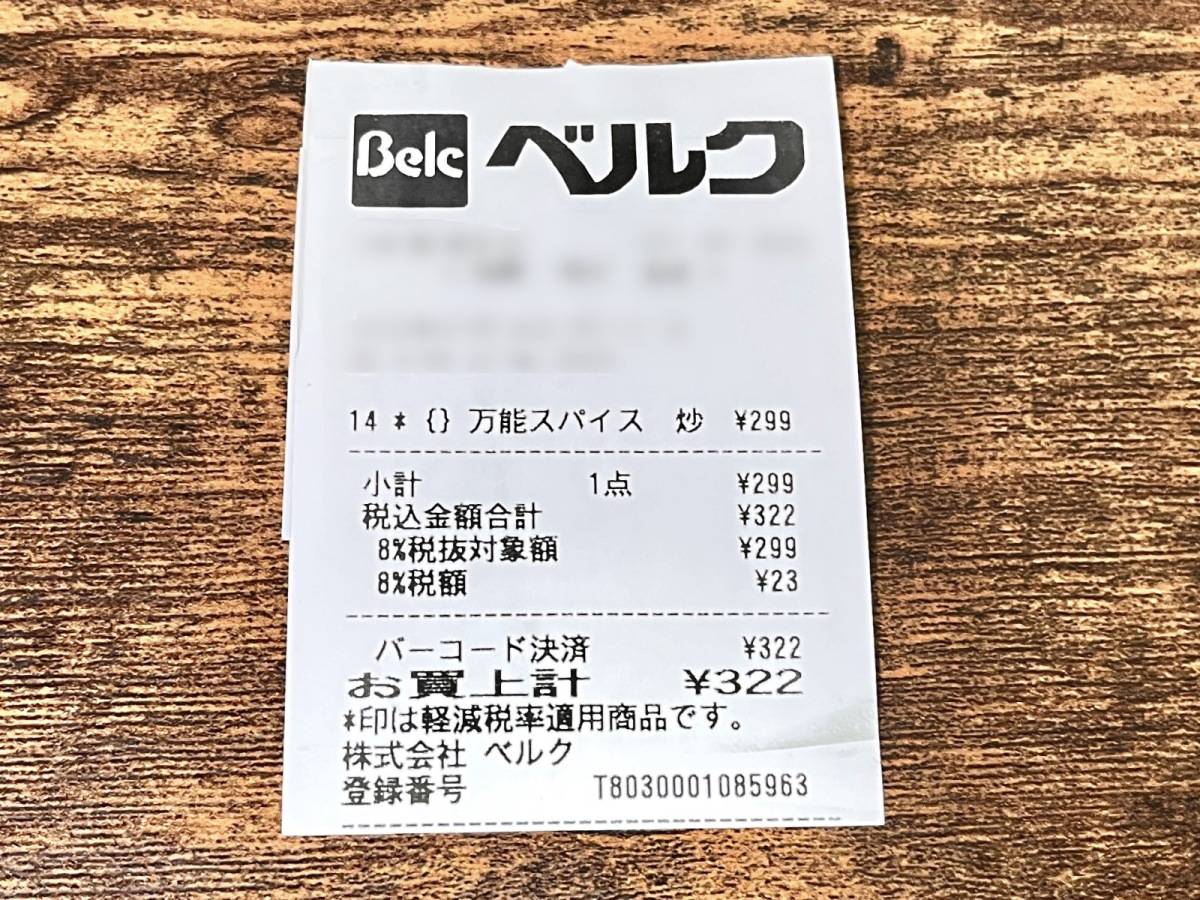 Belc ベルク
14 * {} 万能スパイス 炒 ¥299
小計 1点 ¥299
税込金額合計 ¥322
8%税抜対象額 ¥299
8%税額 ¥23
バーコード決済 ¥322
お買上計 ¥322
*印は軽減税率適用商品です。
株式会社 ベルク
登録番号 T8030001085963